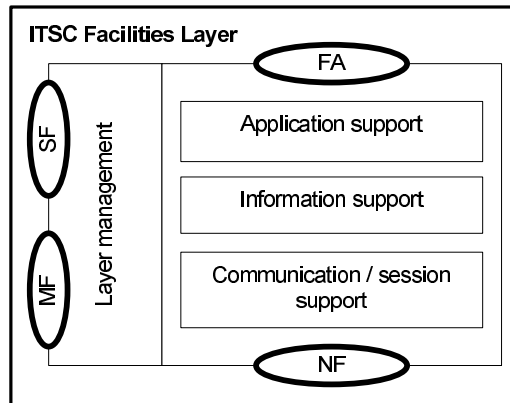 ITSC Facilities Layer
FA
SF
MF
Layer management
Application support
Information support
Communication / session
support
NF